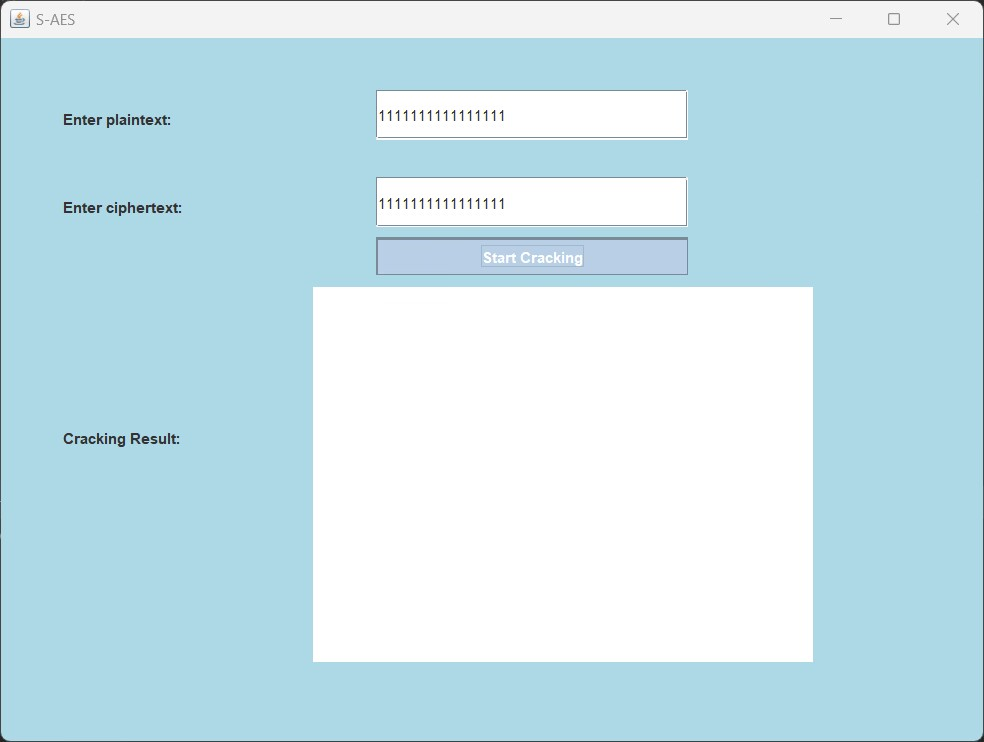 S-AES
Enter plaintext:
1111111111111111
Enter ciphertext:
1111111111111111
Start Cracking
Cracking Result: